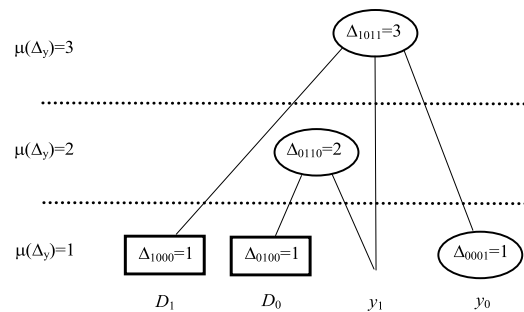 μ(Δy)=3 Δ1011=3
μ(Δy)=2 Δ0110=2
μ(Δy)=1 Δ1000=1 Δ0100=1 Δ0001=1
D1 D0 y1 y0